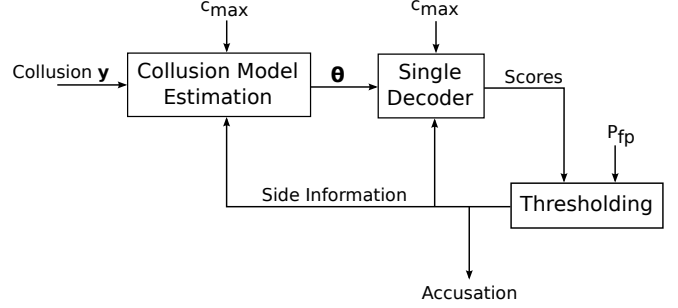 c_max
c_max
Collusion y
Collusion Model
Estimation
θ
Single
Decoder
Scores
P_fp
Side Information
Thresholding
Accusation